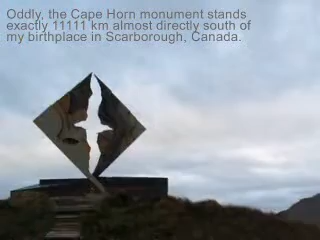 Oddly, the Cape Horn monument stands
exactly 11111 km almost directly south of
my birthplace in Scarborough, Canada.